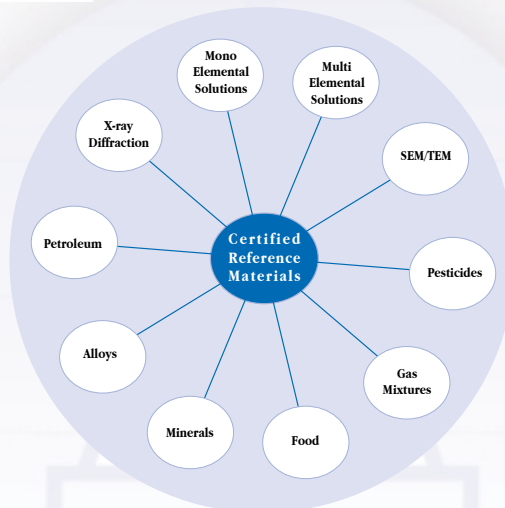 Mono
Elemental
Solutions
Multi
Elemental
Solutions
X-ray
Diffraction
SEM/TEM
Certified
Reference
Materials
Petroleum
Pesticides
Alloys
Gas
Mixtures
Minerals
Food